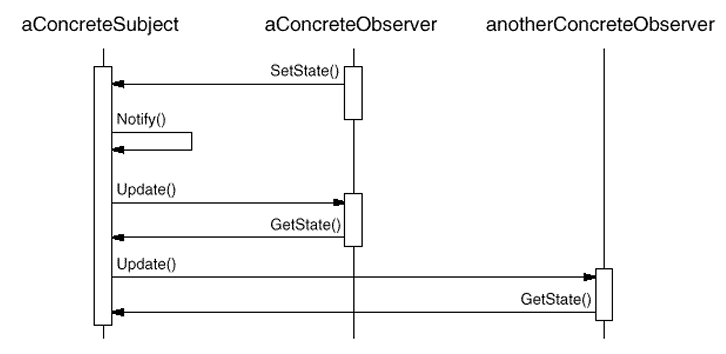 aConcreteSubject
aConcreteObserver
anotherConcreteObserver
SetState()
Notify()
Update()
GetState()
Update()
GetState()